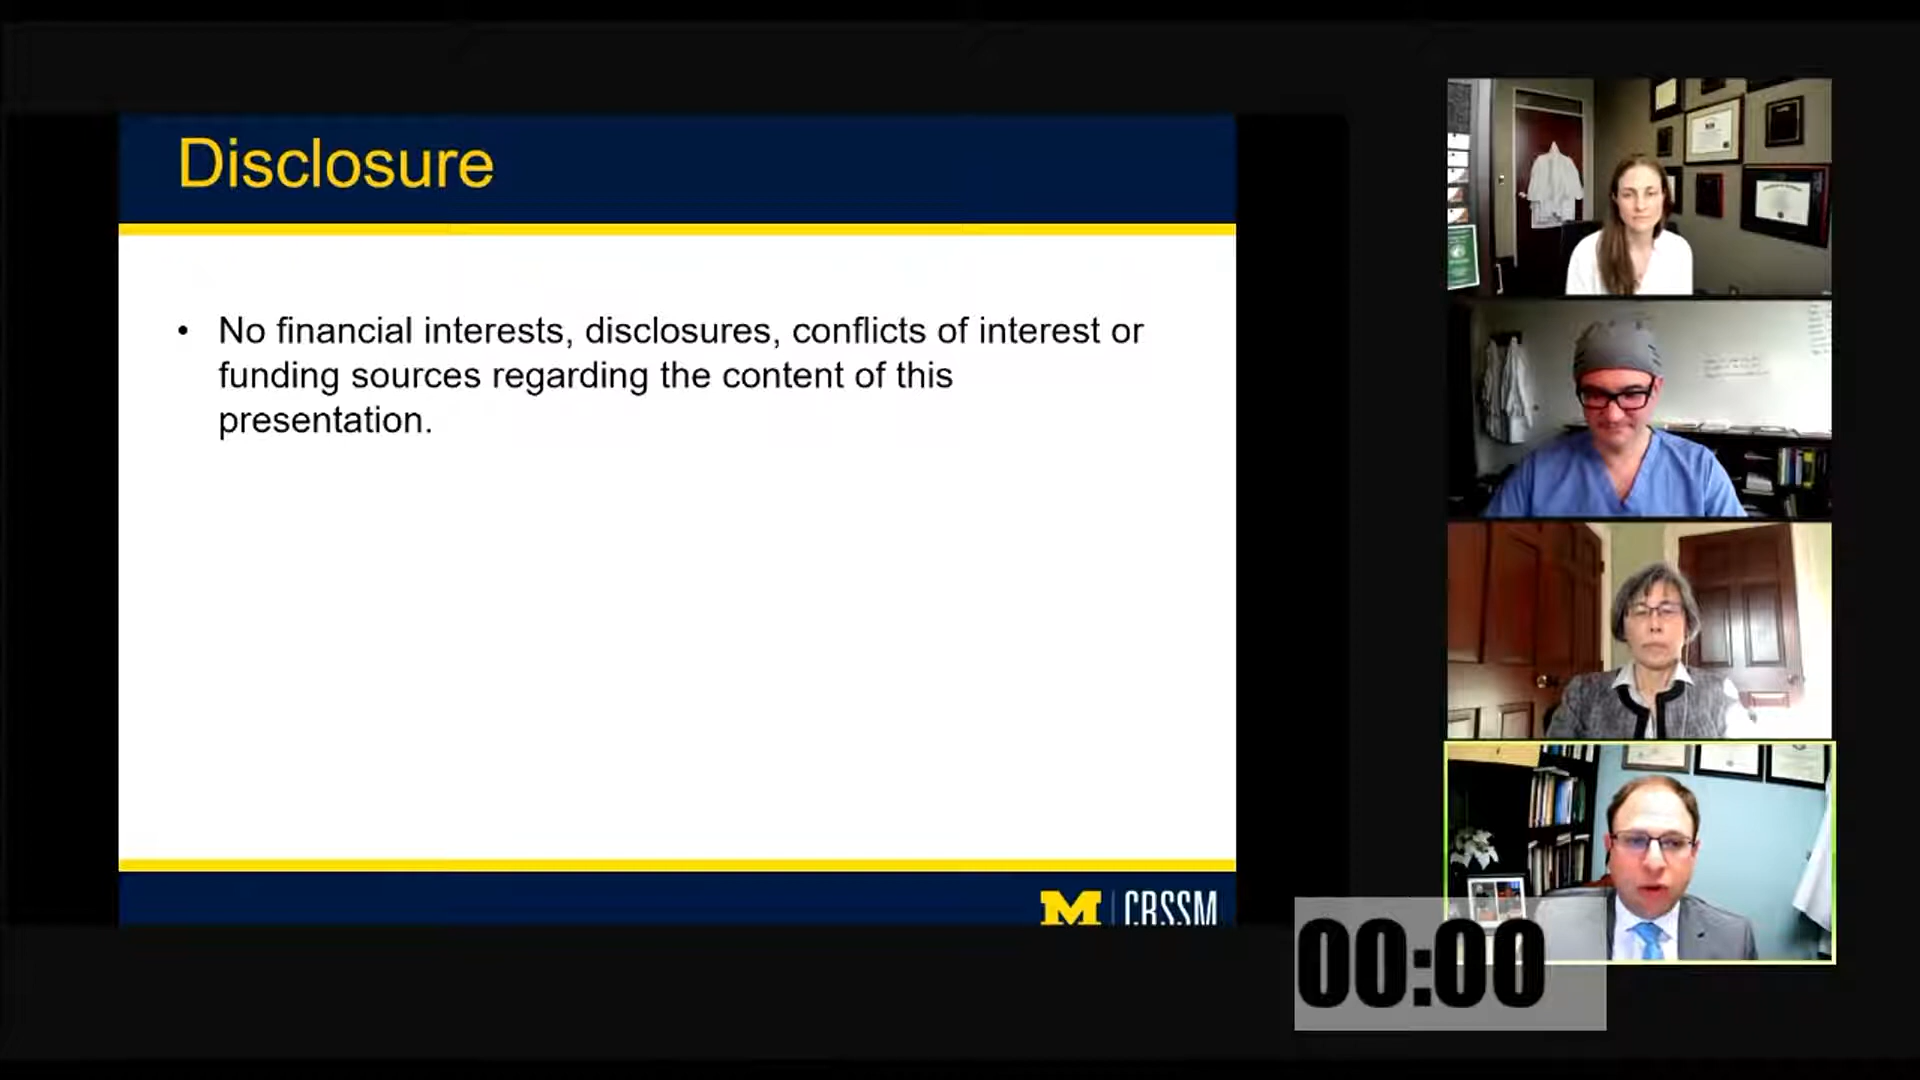 Disclosure
• No financial interests, disclosures, conflicts of interest or
funding sources regarding the content of this
presentation.
M | CBSSM
00:00